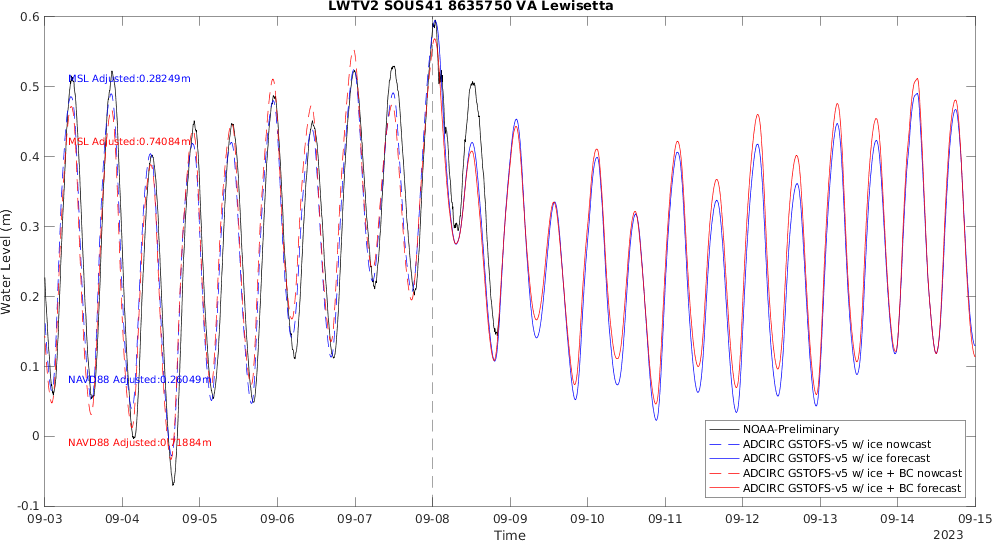 LWTV2 SOUS41 8635750 VA Lewisetta
Water Level (m)
0.6
0.5
0.4
0.3
0.2
0.1
0
-0.1
MSL Adjusted:0.28249m
MSL Adjusted:0.74084m
NAVD88 Adjusted:0.26049m
NAVD88 Adjusted:0.71884m
NOAA-Preliminary
ADCIRC GSTOFS-v5 w/ ice nowcast
ADCIRC GSTOFS-v5 w/ ice forecast
ADCIRC GSTOFS-v5 w/ ice + BC nowcast
ADCIRC GSTOFS-v5 w/ ice + BC forecast
09-03 09-04 09-05 09-06 09-07 09-08 09-09 09-10 09-11 09-12 09-13 09-14 09-15
Time
2023